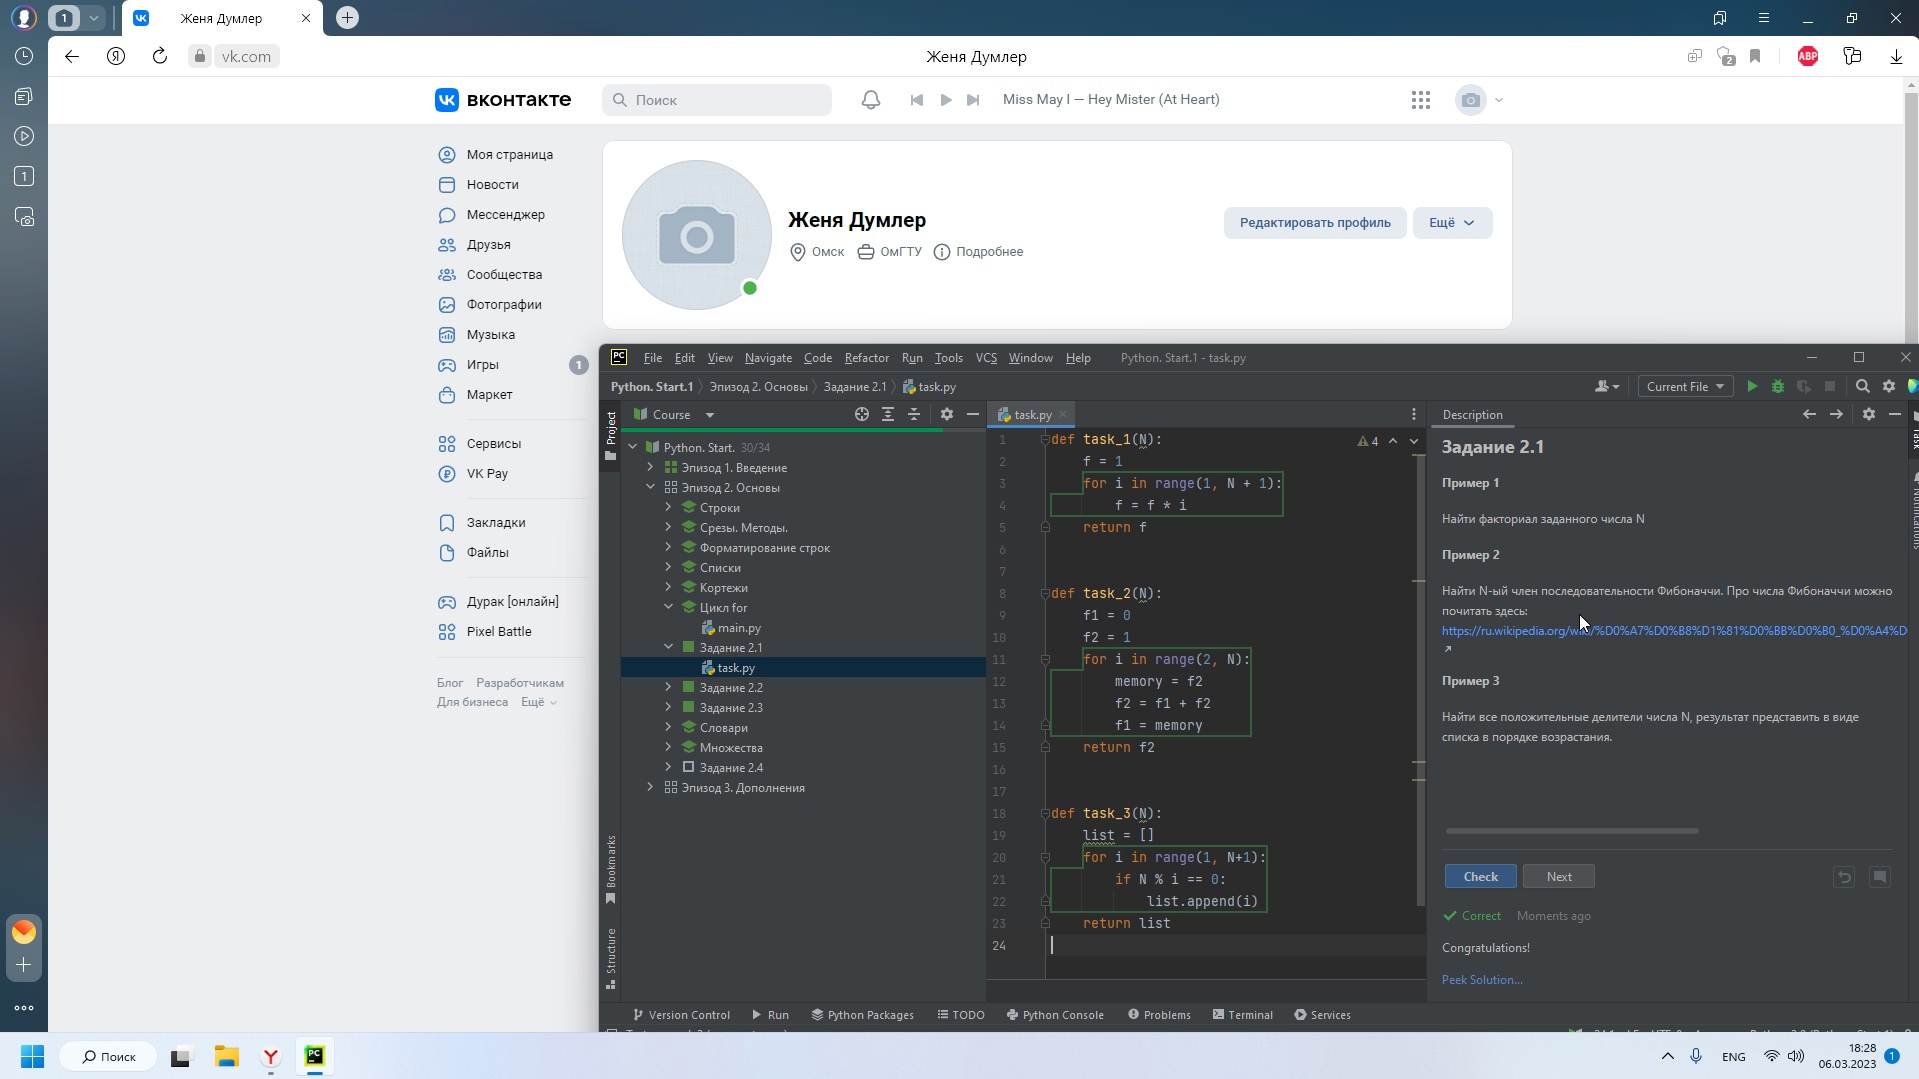 1
Женя Думлер
vk.com
Женя Думлер
2
ABP
1
вконтакте
Поиск
Miss May I — Hey Mister (At Heart)
Моя страница
Новости
Мессенджер
Друзья
Сообщества
Фотографии
Музыка
Игры
1
Маркет
Сервисы
VK Pay
Закладки
Файлы
Дурак [онлайн]
Pixel Battle
Блог Разработчикам
Для бизнеса Ещё
Женя Думлер
Омск ОмГТУ Подробнее
Редактировать профиль
Ещё
PC File Edit View Navigate Code Refactor Run Tools VCS Window Help Python. Start.1 - task.py
Python. Start.1 Эпизод 2. Основы Задание 2.1 task.py
Current File
Project
Bookmarks
Structure
Course
Python. Start. 30/34
Эпизод 1. Введение
Эпизод 2. Основы
Строки
Срезы. Методы.
Форматирование строк
Списки
Кортежи
Цикл for
main.py
Задание 2.1
task.py
Задание 2.2
Задание 2.3
Словари
Множества
Задание 2.4
Эпизод 3. Дополнения
task.py
4
1 def task_1(N):
2 f = 1
3 for i in range(1, N + 1):
4 f = f * i
5 return f
6
7
8 def task_2(N):
9 f1 = 0
10 f2 = 1
11 for i in range(2, N):
12 memory = f2
13 f2 = f1 + f2
14 f1 = memory
15 return f2
16
17
18 def task_3(N):
19 list = []
20 for i in range(1, N+1):
21 if N % i == 0:
22 list.append(i)
23 return list
24
Description
Задание 2.1
Пример 1
Найти факториал заданного числа N
Пример 2
Найти N-ый член последовательности Фибоначчи. Про числа Фибоначчи можно
почитать здесь:
https://ru.wikipedia.org/wiki/%D0%A7%D0%B8%D1%81%D0%BB%D0%B0_%D0%A4%D
Пример 3
Найти все положительные делители числа N, результат представить в виде
списка в порядке возрастания.
Check
Next
Correct Moments ago
Congratulations!
Peek Solution...
Notifications
Version Control Run Python Packages TODO Python Console Problems Terminal Services
Поиск
PC
ENG
18:28
06.03.2023
1